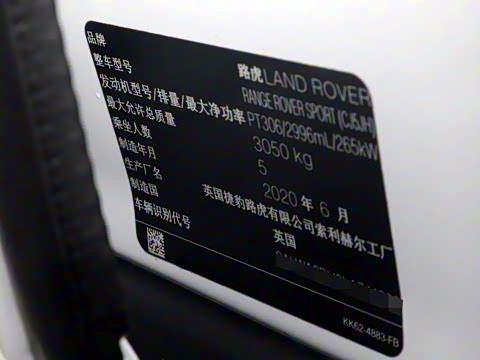 品牌 路虎LAND ROVER
整车型号 RANGE ROVER SPORT (CJ5JH)
发动机型号/排量/最大净功率 PT306/2996mL/265kW
最大允许总质量 3050 kg
乘坐人数 5
制造年月 2020 年 6 月
生产厂名 英国捷豹路虎有限公司索利赫尔工厂
制造国 英国
车辆识别代号
KK62-4883-FB